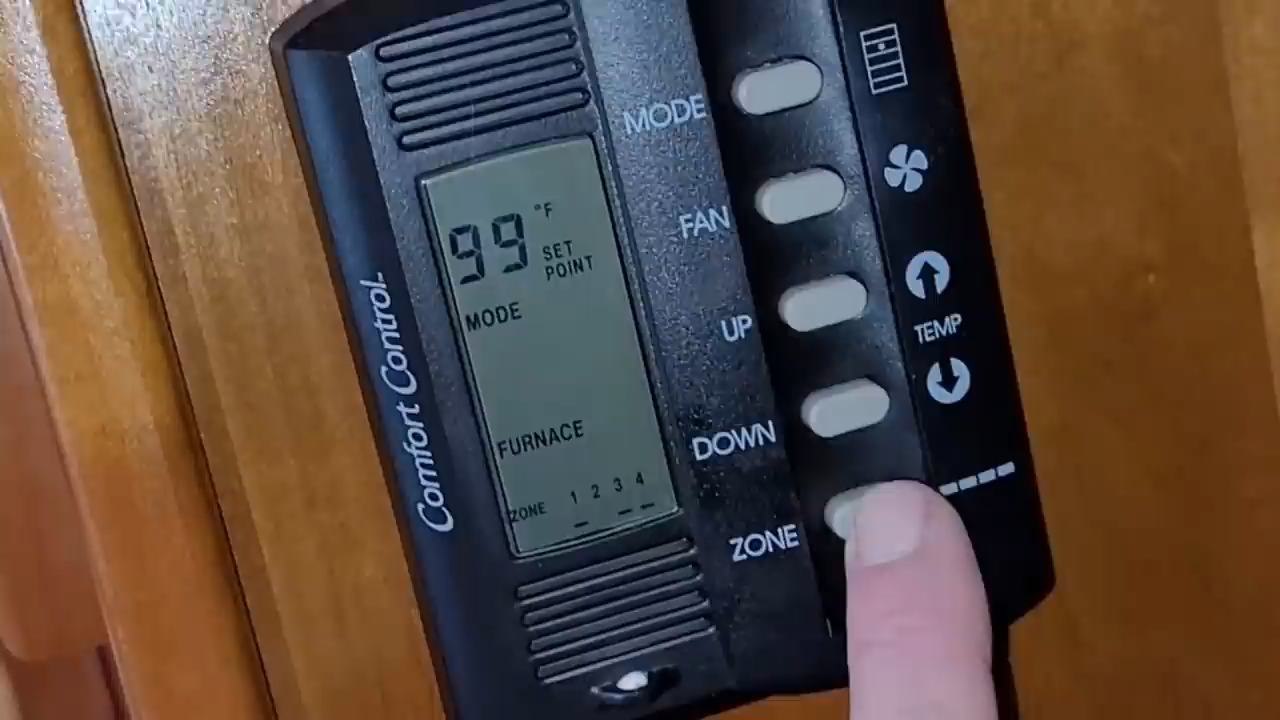 Comfort Control
99 °F
SET
POINT
MODE
FURNACE
ZONE 1 2 3 4
MODE
FAN
UP
DOWN
ZONE
TEMP